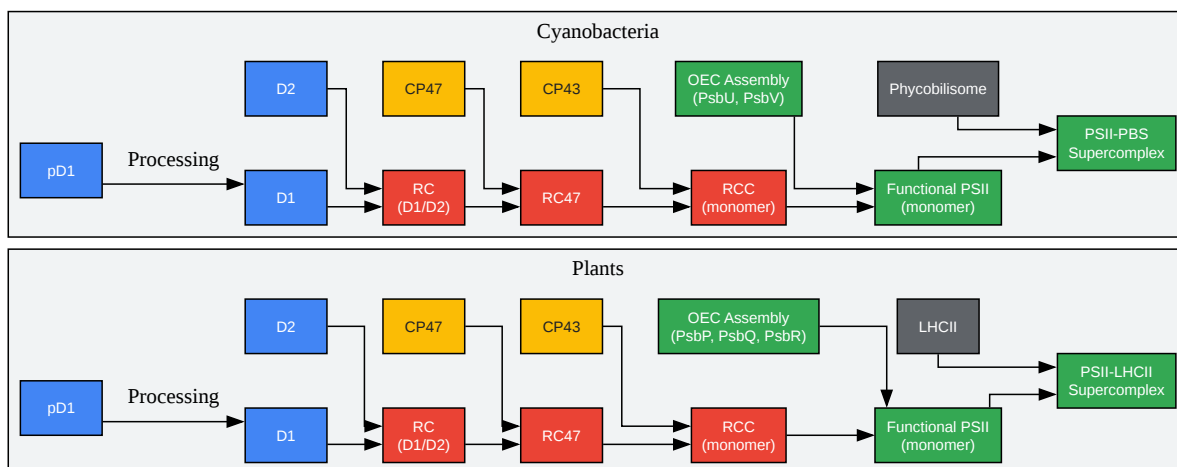 Cyanobacteria
D2
CP47
CP43
OEC Assembly
(PsbU, PsbV)
Phycobilisome
PSII-PBS
Supercomplex
pD1
Processing
D1
RC
(D1/D2)
RC47
RCC
(monomer)
Functional PSII
(monomer)
Plants
D2
CP47
CP43
OEC Assembly
(PsbP, PsbQ, PsbR)
LHCII
PSII-LHCII
Supercomplex
pD1
Processing
D1
RC
(D1/D2)
RC47
RCC
(monomer)
Functional PSII
(monomer)